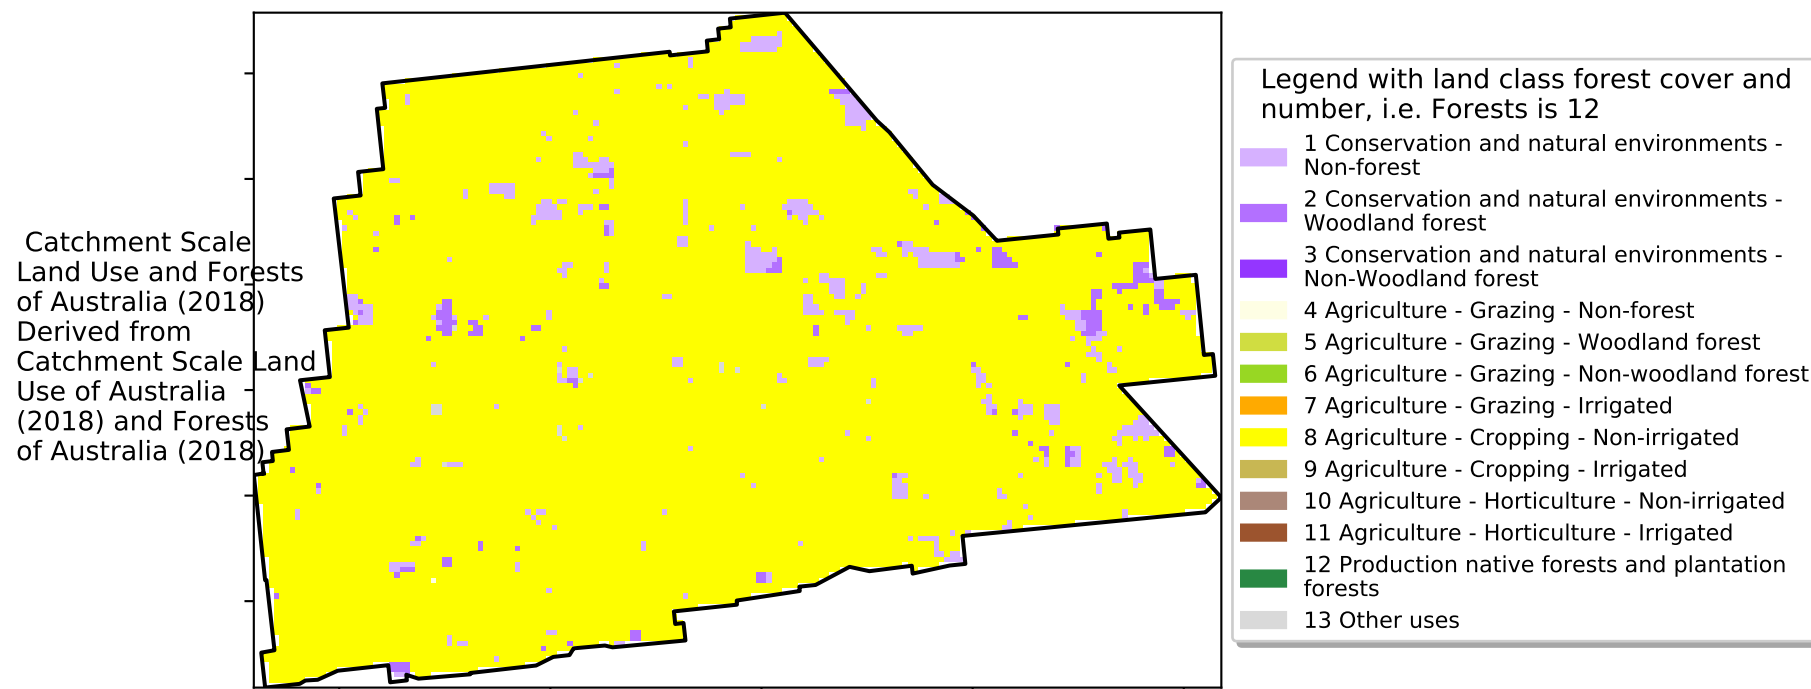 Catchment Scale
Land Use and Forests
of Australia (2018)
Derived from
Catchment Scale Land
Use of Australia
(2018) and Forests
of Australia (2018)
Legend with land class forest cover and
number, i.e. Forests is 12
1 Conservation and natural environments -
Non-forest
2 Conservation and natural environments -
Woodland forest
3 Conservation and natural environments -
Non-Woodland forest
4 Agriculture - Grazing - Non-forest
5 Agriculture - Grazing - Woodland forest
6 Agriculture - Grazing - Non-woodland forest
7 Agriculture - Grazing - Irrigated
8 Agriculture - Cropping - Non-irrigated
9 Agriculture - Cropping - Irrigated
10 Agriculture - Horticulture - Non-irrigated
11 Agriculture - Horticulture - Irrigated
12 Production native forests and plantation
forests
13 Other uses